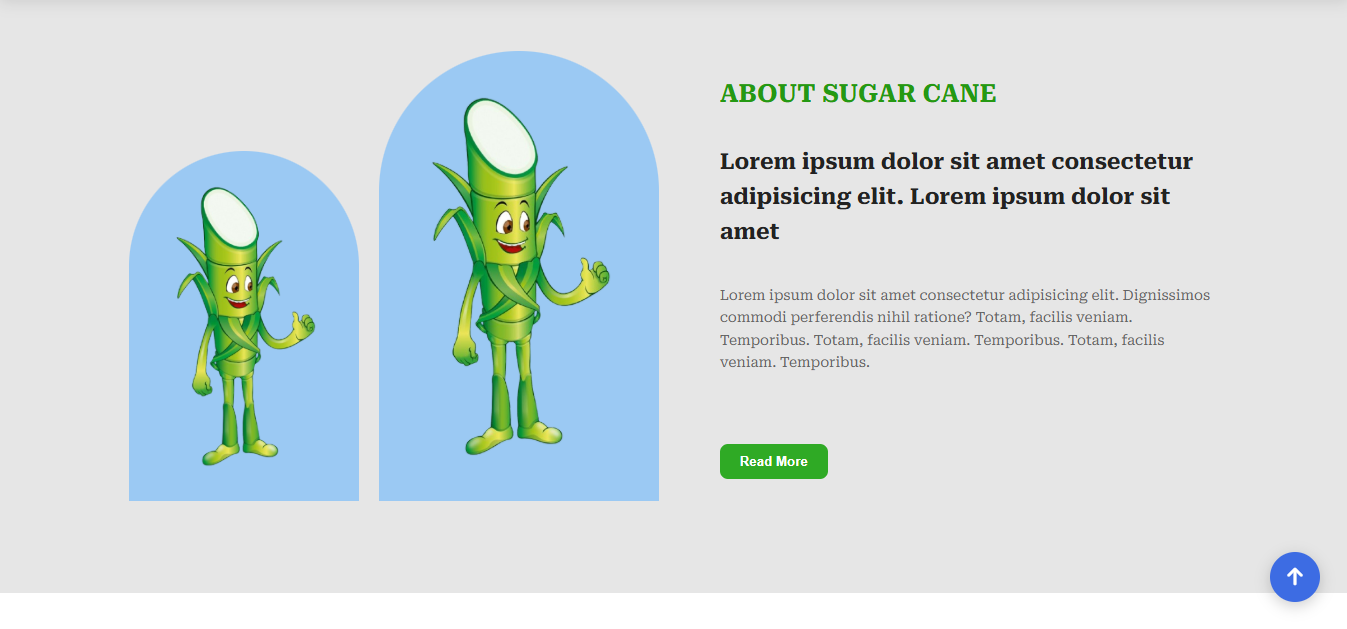 ABOUT SUGAR CANE
Lorem ipsum dolor sit amet consectetur
adipisicing elit. Lorem ipsum dolor sit
amet
Lorem ipsum dolor sit amet consectetur adipisicing elit. Dignissimos
commodi perferendis nihil ratione? Totam, facilis veniam.
Temporibus. Totam, facilis veniam. Temporibus. Totam, facilis
veniam. Temporibus.
Read More